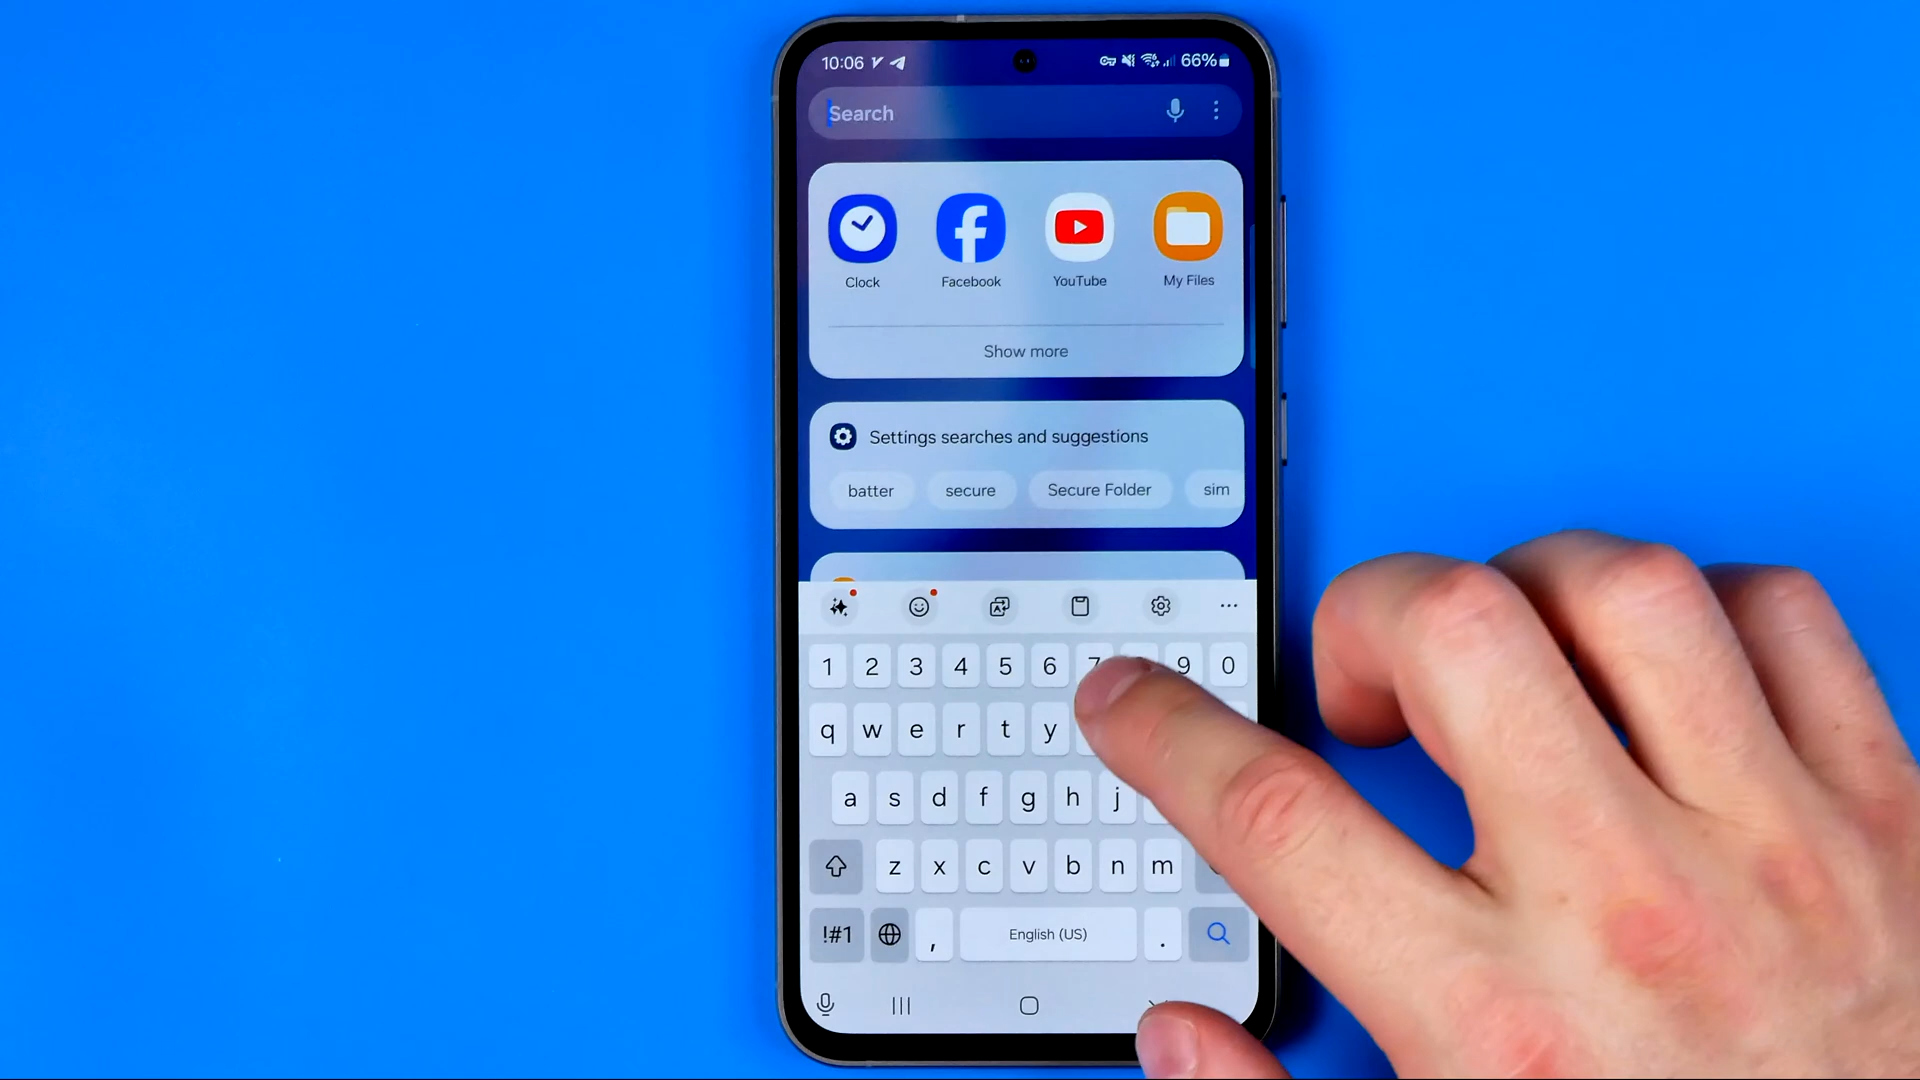 10:06 66%
Search
Clock Facebook YouTube My Files
Show more
Settings searches and suggestions
batter secure Secure Folder sim
1 2 3 4 5 6 7 9 0
q w e r t y
a s d f g h j
z x c v b n m
!#1 , English (US) .